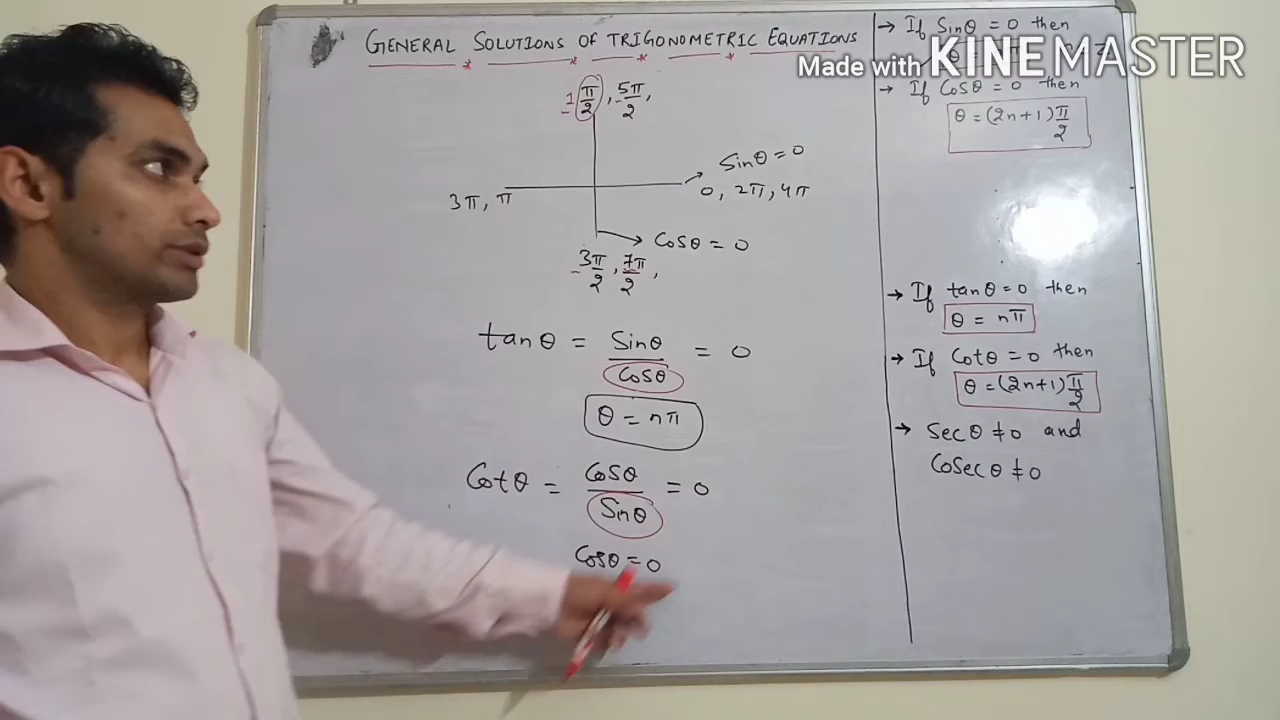 GENERAL SOLUTIONS OF TRIGONOMETRIC EQUATIONS
1 π/2, 5π/2,
Sinθ = 0
0, 2π, 4π
3π, π
Cosθ = 0
3π/2, 7π/2,
tanθ = Sinθ/Cosθ = 0
θ = nπ
Cotθ = Cosθ/Sinθ = 0
Cosθ = 0
→ If Sinθ = 0 then
Made with KINEMASTER
→ If Cosθ = 0 then
θ = (2n+1)π/2
→ If tanθ = 0 then
θ = nπ
→ If Cotθ = 0 then
θ = (2n+1)π/2
→ Secθ ≠ 0 and
Cosecθ ≠ 0